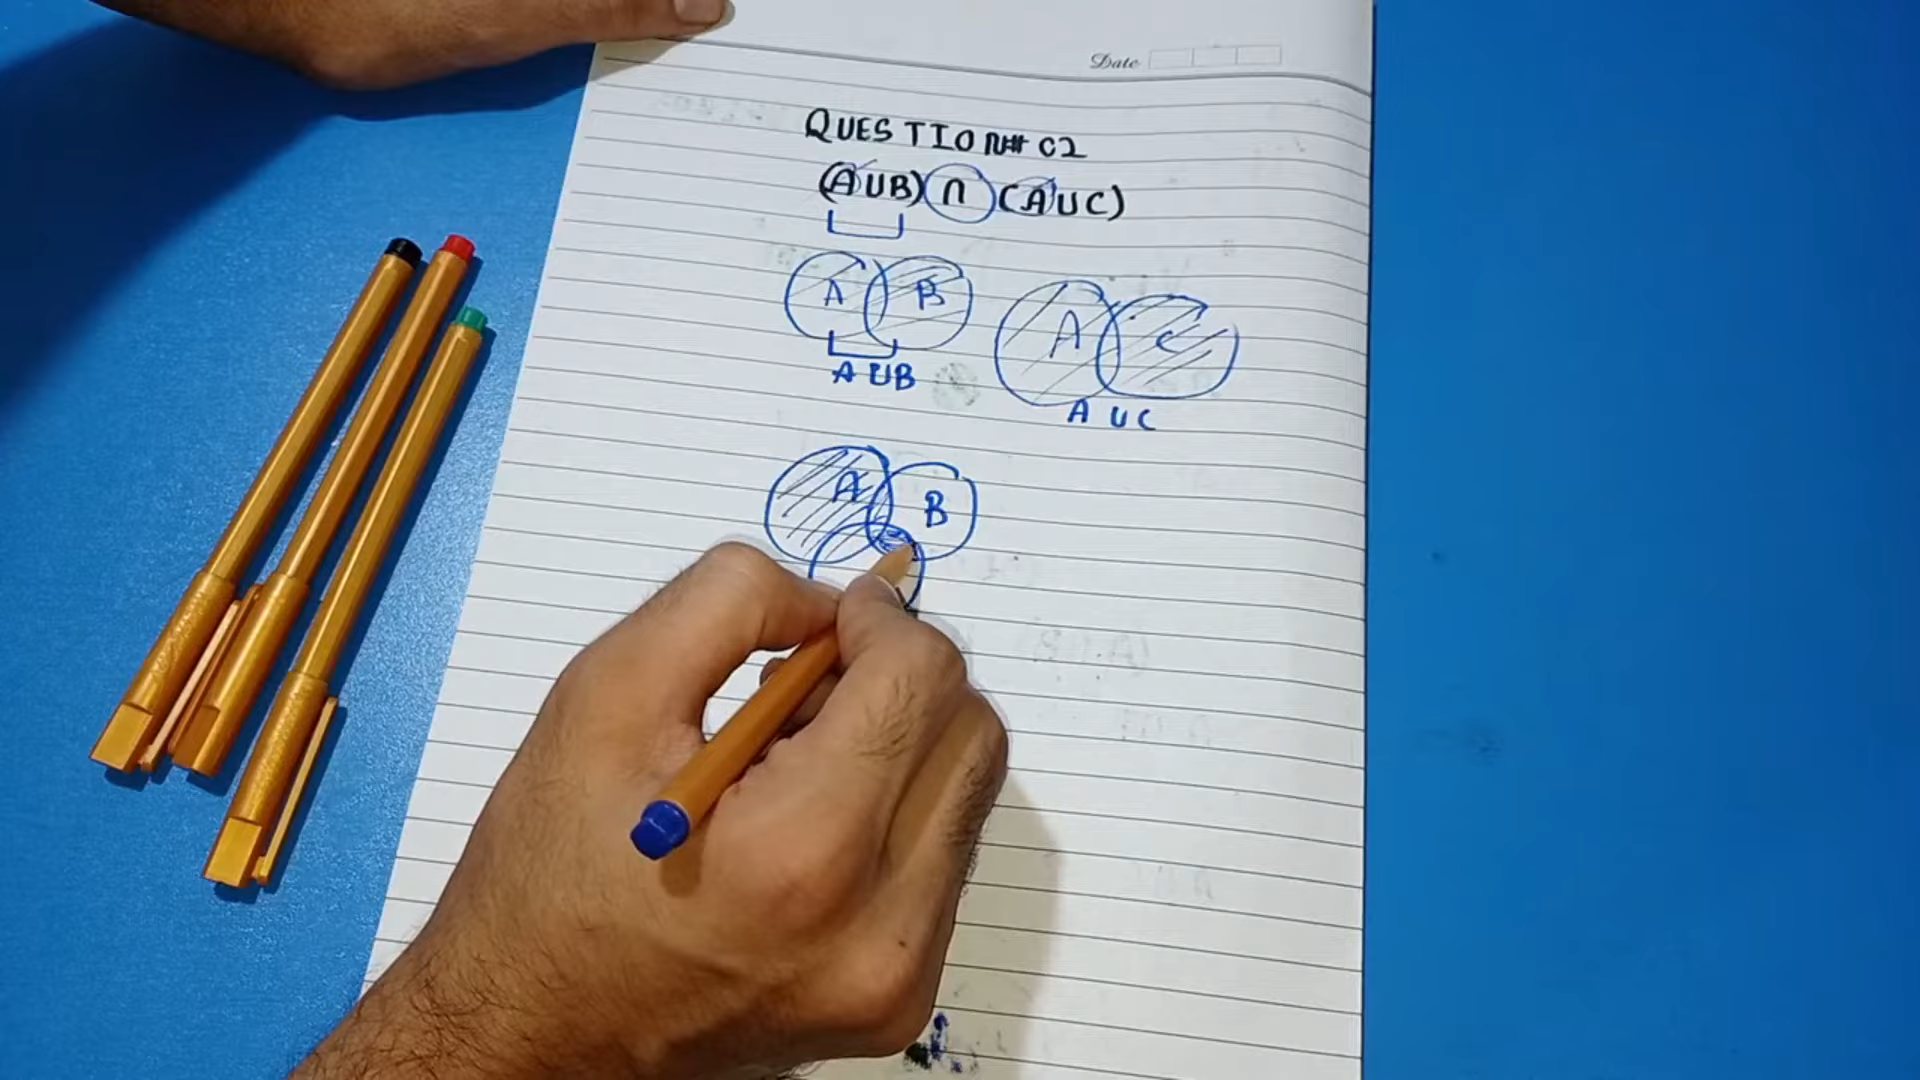 Date
QUESTION# 02
(AUB) ∩ (AUC)
A B
A C
AUB
AUC
A B